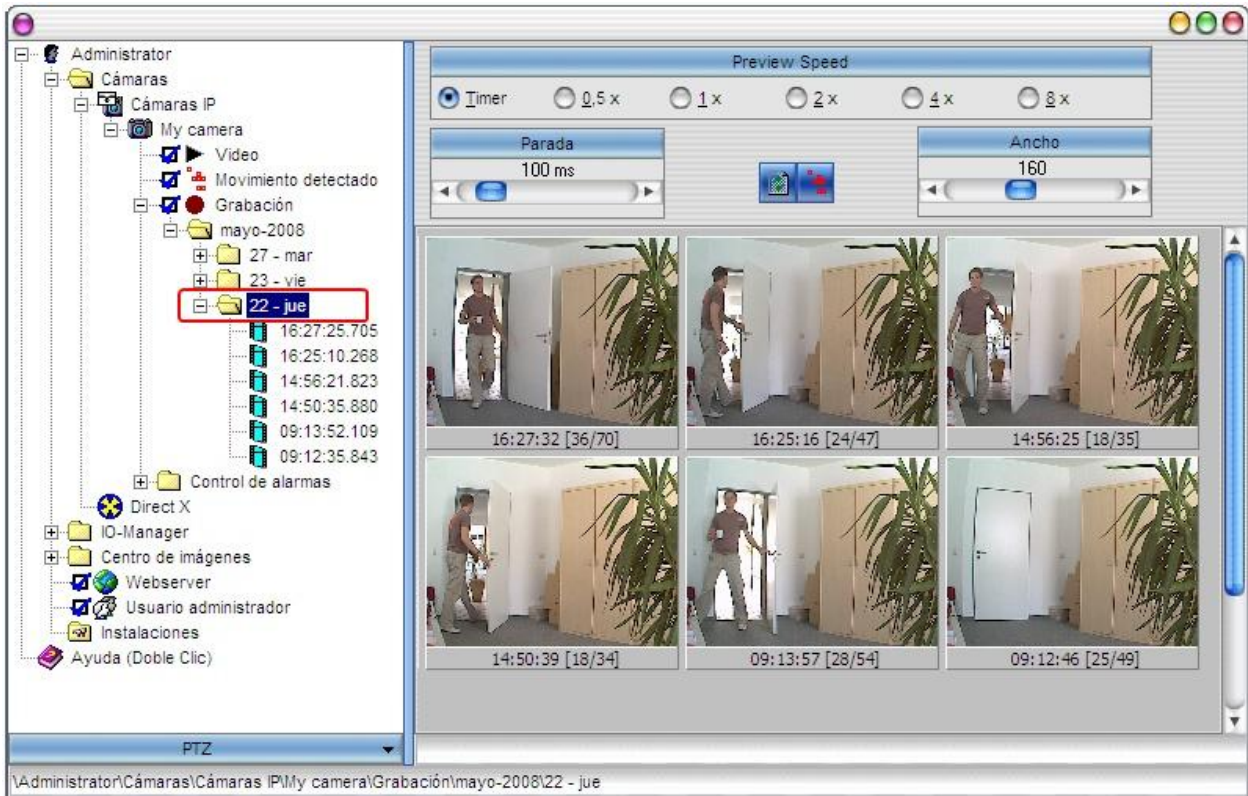 Administrator
Cámaras
Cámaras IP
My camera
Video
Movimiento detectado
Grabación
mayo-2008
27 - mar
23 - vie
22 - jue
16:27:25.705
16:25:10.268
14:56:21.823
14:50:35.880
09:13:52.109
09:12:35.843
Control de alarmas
Direct X
IO-Manager
Centro de imágenes
Webserver
Usuario administrador
Instalaciones
Ayuda (Doble Clic)
PTZ
Preview Speed
Timer 0,5 x 1 x 2 x 4 x 8 x
Parada
100 ms
Ancho
160
16:27:32 [36/70] 16:25:16 [24/47] 14:56:25 [18/35]
14:50:39 [18/34] 09:13:57 [28/54] 09:12:46 [25/49]
\Administrator\Cámaras\Cámaras IP\My camera\Grabación\mayo-2008\22 - jue